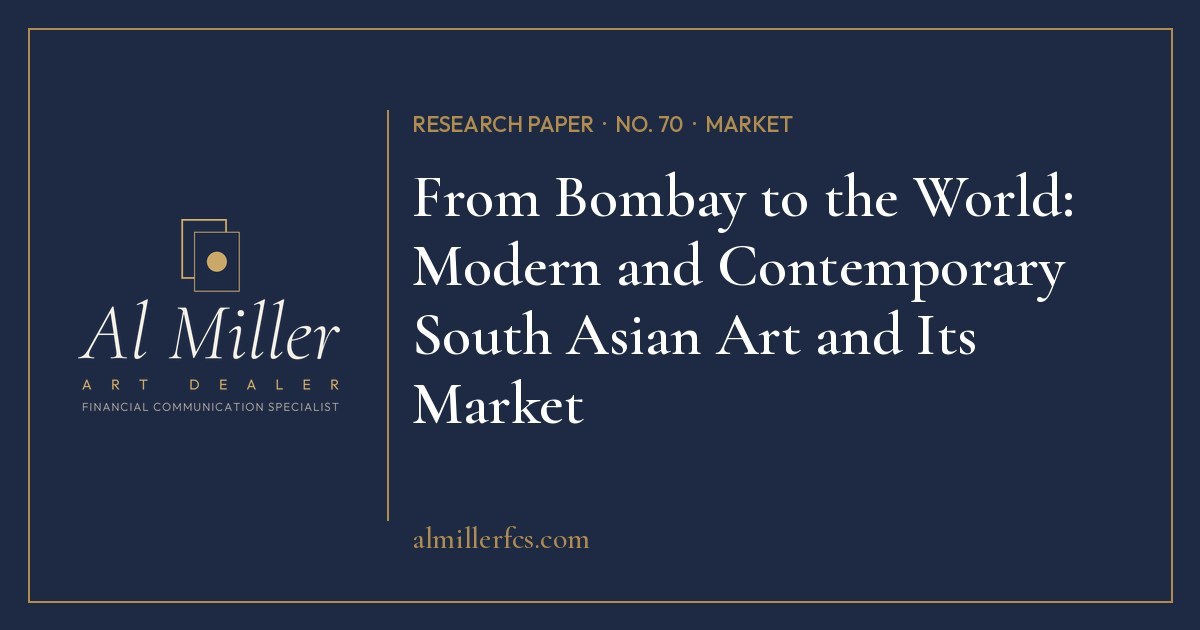 Al Miller
ART DEALER
FINANCIAL COMMUNICATION SPECIALIST
RESEARCH PAPER · NO. 70 · MARKET
From Bombay to the World:
Modern and Contemporary
South Asian Art and Its
Market
almillerfcs.com